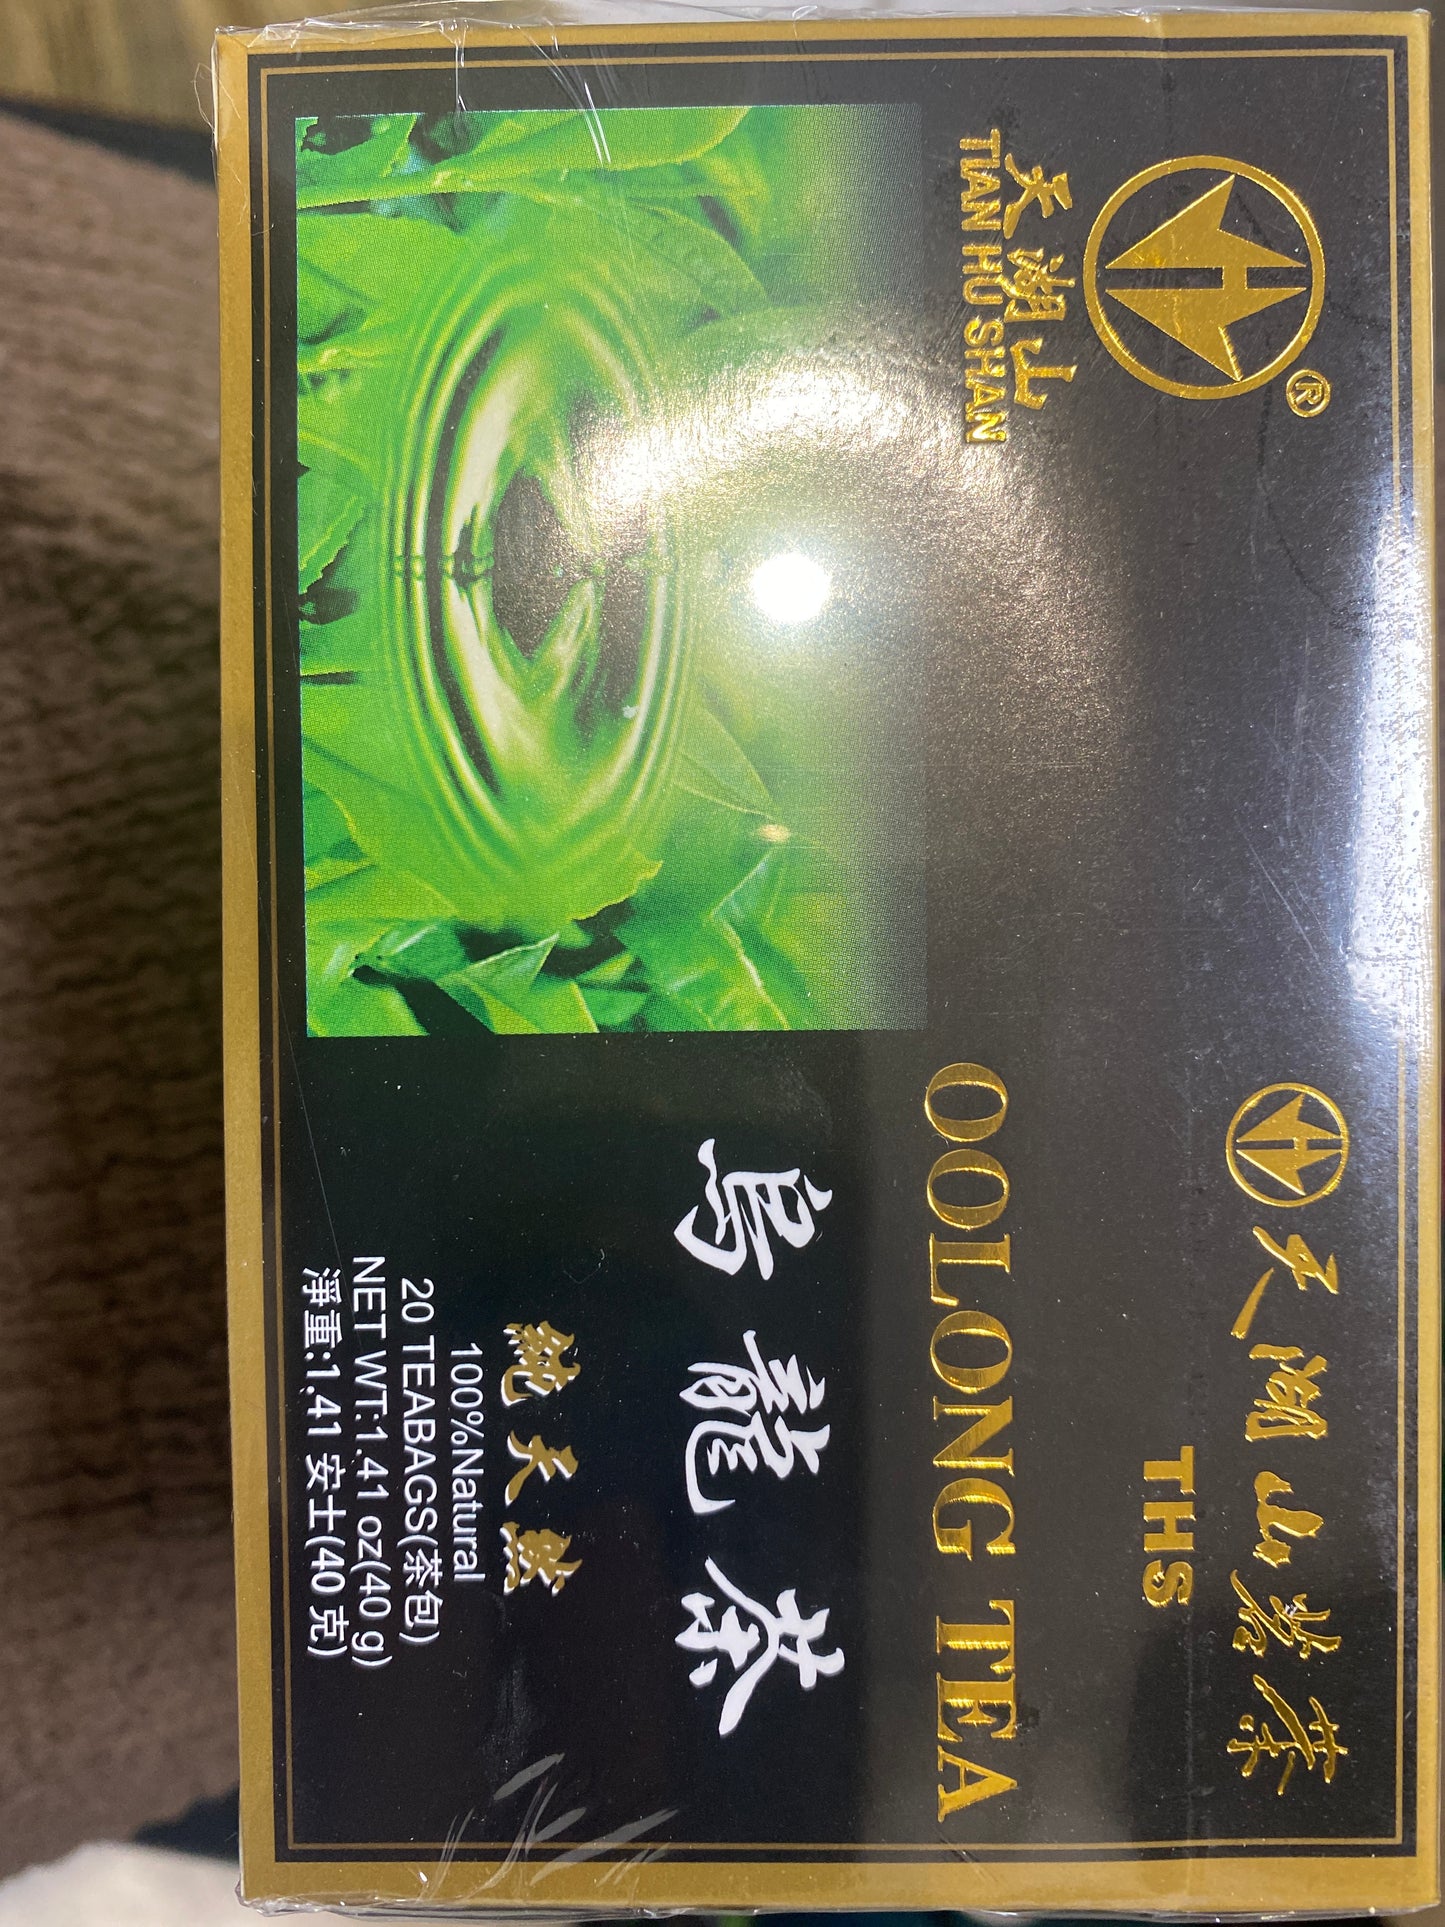 ®
天湖山
TIAN HU SHAN
天湖山岩茶
THS
OOLONG TEA
烏龍茶
純天然
100%Natural
20 TEABAGS(茶包)
NET WT:1.41 oz(40 g)
淨重:1.41 安士(40 克)